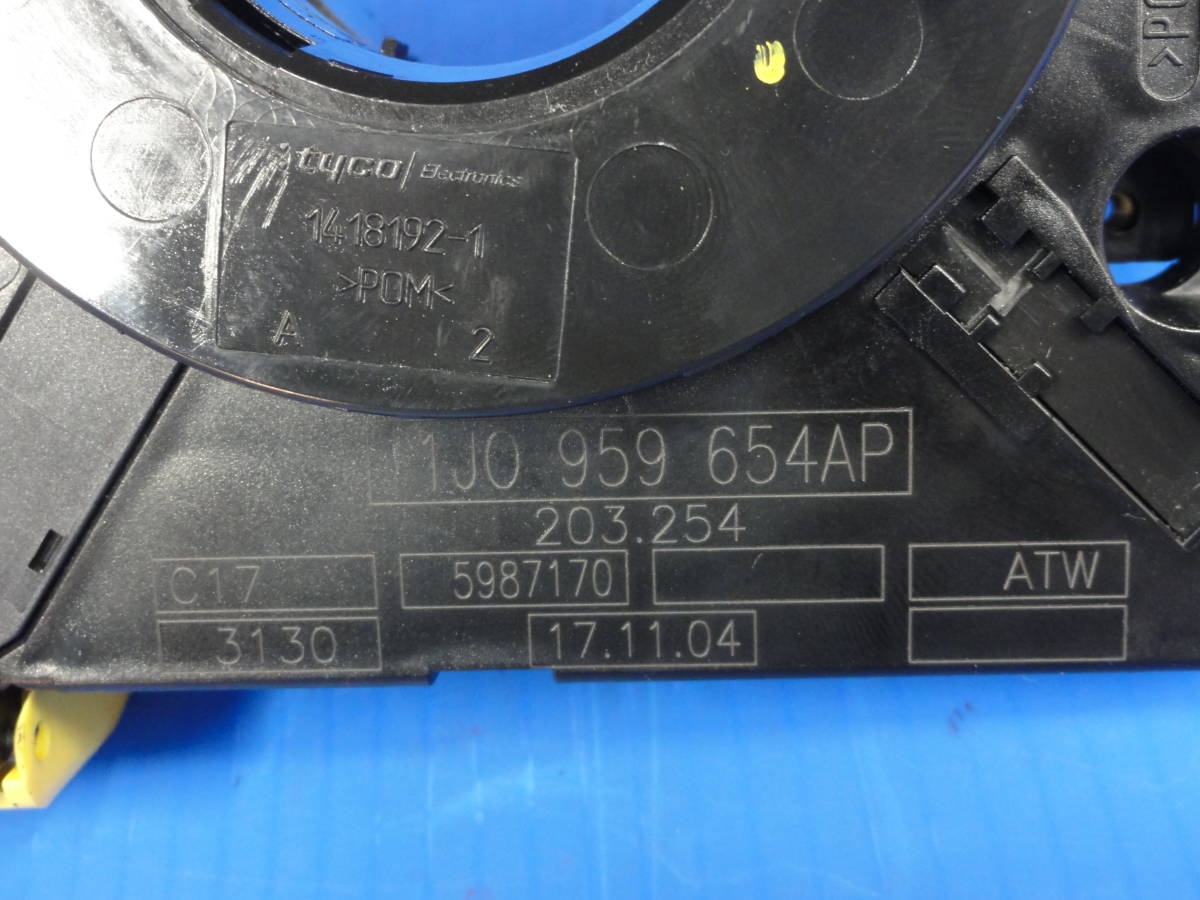 tyco / Electronics
1418192-1
>POM<
A 2
1J0 959 654AP
203.254
C17 5987170 ATW
3130 17.11.04